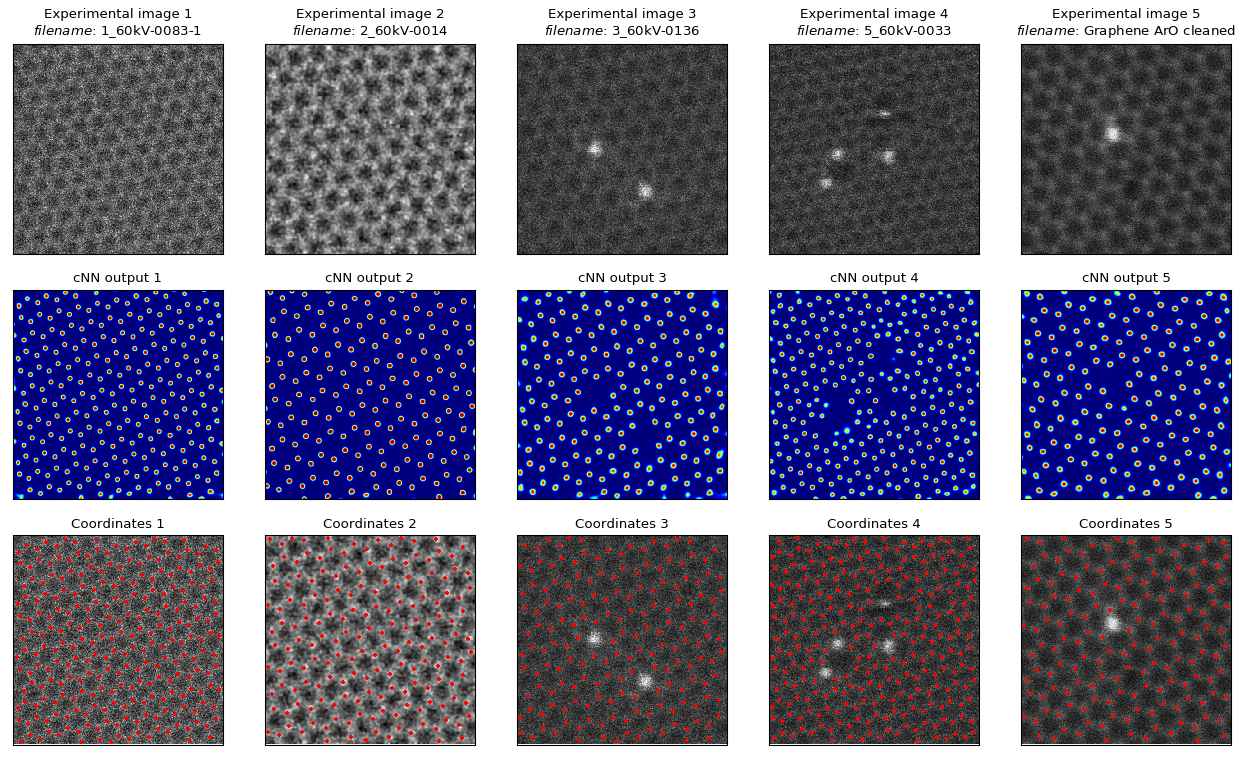 Experimental image 1
filename: 1_60kV-0083-1
Experimental image 2
filename: 2_60kV-0014
Experimental image 3
filename: 3_60kV-0136
Experimental image 4
filename: 5_60kV-0033
Experimental image 5
filename: Graphene ArO cleaned
cNN output 1
cNN output 2
cNN output 3
cNN output 4
cNN output 5
Coordinates 1
Coordinates 2
Coordinates 3
Coordinates 4
Coordinates 5